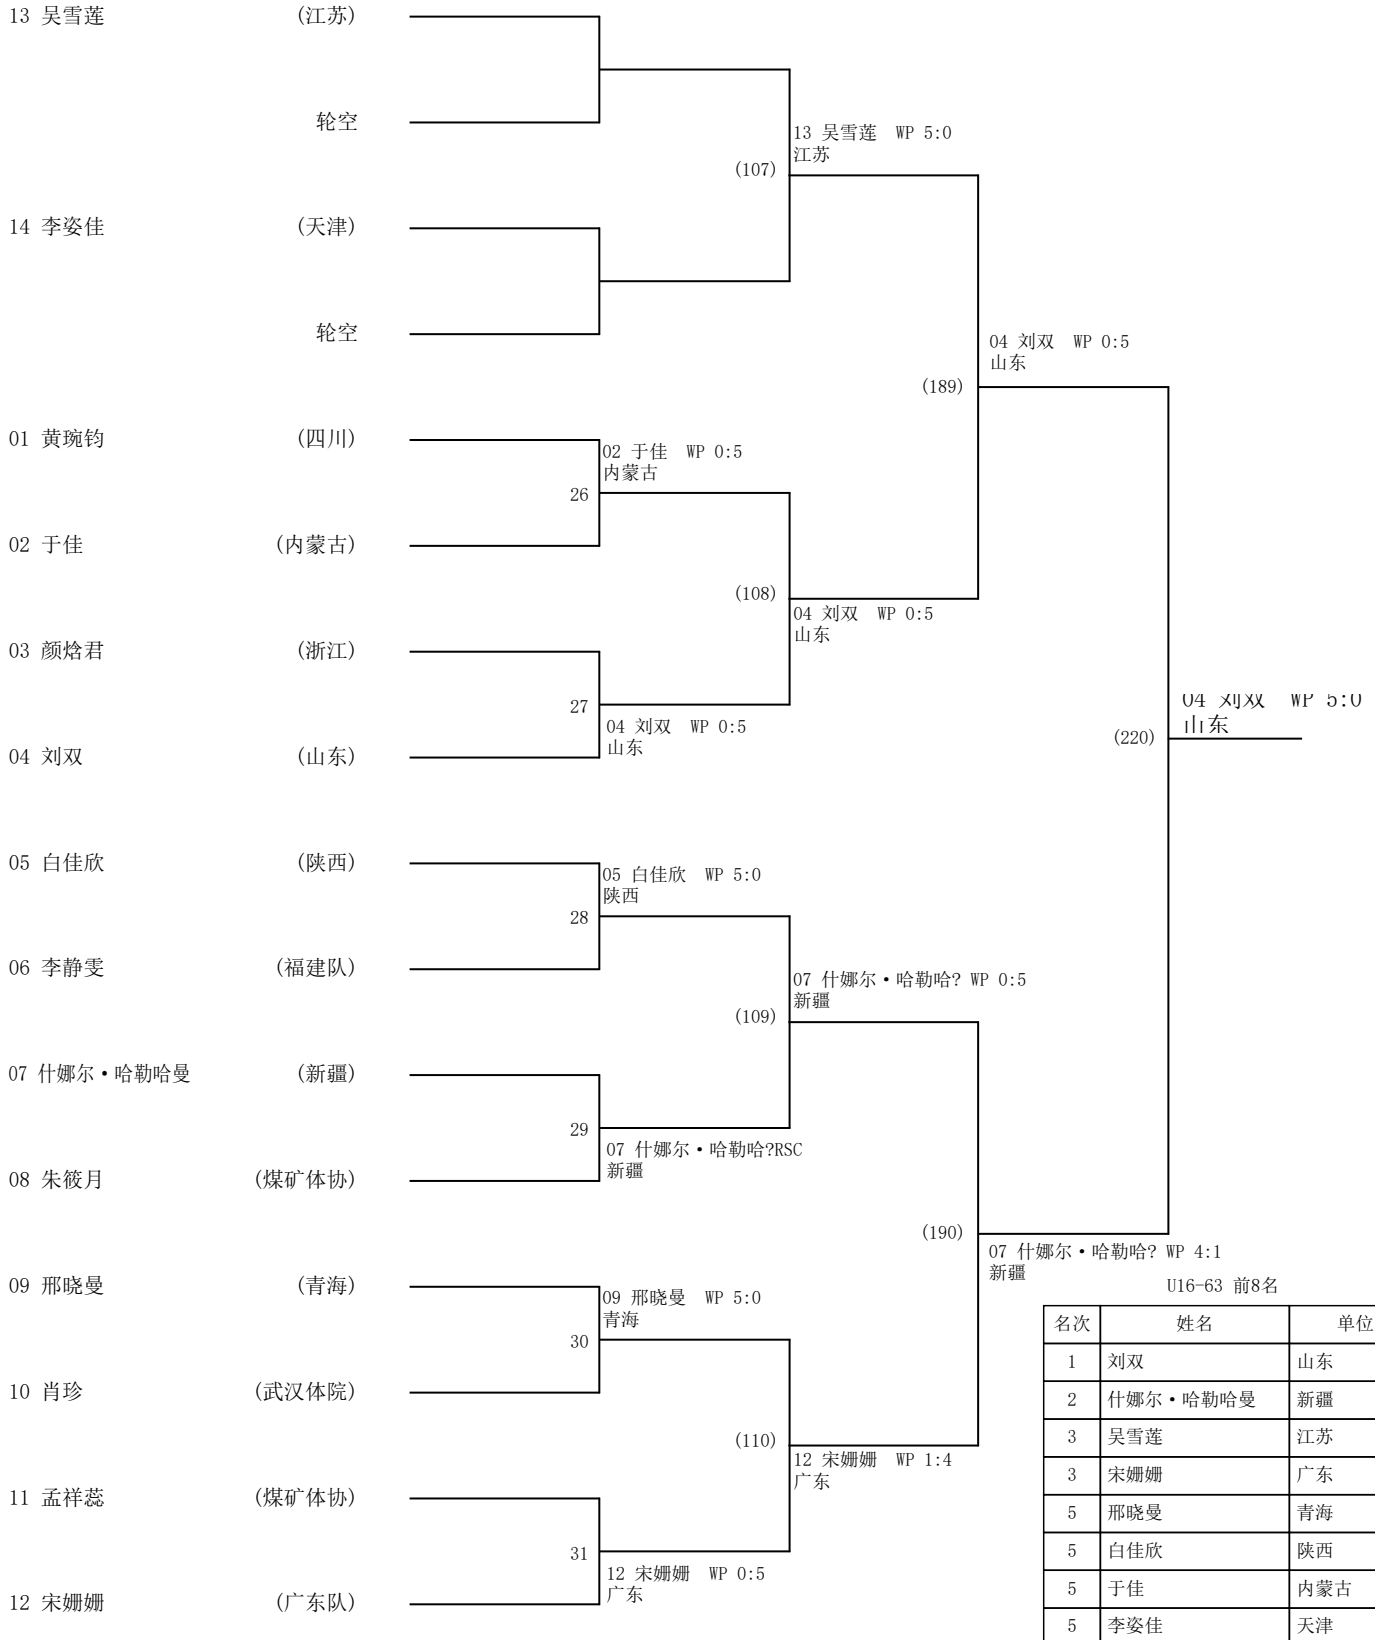 13 吴雪莲 (江苏)
轮空
13 吴雪莲 WP 5:0
江苏
(107)
14 李姿佳 (天津)
轮空
04 刘双 WP 0:5
山东
(189)
01 黄琬钧 (四川)
02 于佳 WP 0:5
内蒙古
26
02 于佳 (内蒙古)
(108)
04 刘双 WP 0:5
山东
03 颜焓君 (浙江)
27
04 刘双 WP 0:5
山东
04 刘双 (山东)
04 刘双 WP 5:0
山东
(220)
05 白佳欣 (陕西)
05 白佳欣 WP 5:0
陕西
28
06 李静雯 (福建队)
07 什娜尔·哈勒哈? WP 0:5
新疆
(109)
07 什娜尔·哈勒哈曼 (新疆)
29
07 什娜尔·哈勒哈?RSC
新疆
08 朱筱月 (煤矿体协)
(190)
07 什娜尔·哈勒哈? WP 4:1
新疆
09 邢晓曼 (青海)
09 邢晓曼 WP 5:0
青海
30
10 肖珍 (武汉体院)
(110)
12 宋姗姗 WP 1:4
广东
11 孟祥蕊 (煤矿体协)
31
12 宋姗姗 WP 0:5
广东
12 宋姗姗 (广东队)
U16-63 前8名
名次 姓名 单位
1 刘双 山东
2 什娜尔·哈勒哈曼 新疆
3 吴雪莲 江苏
3 宋姗姗 广东
5 邢晓曼 青海
5 白佳欣 陕西
5 于佳 内蒙古
5 李姿佳 天津